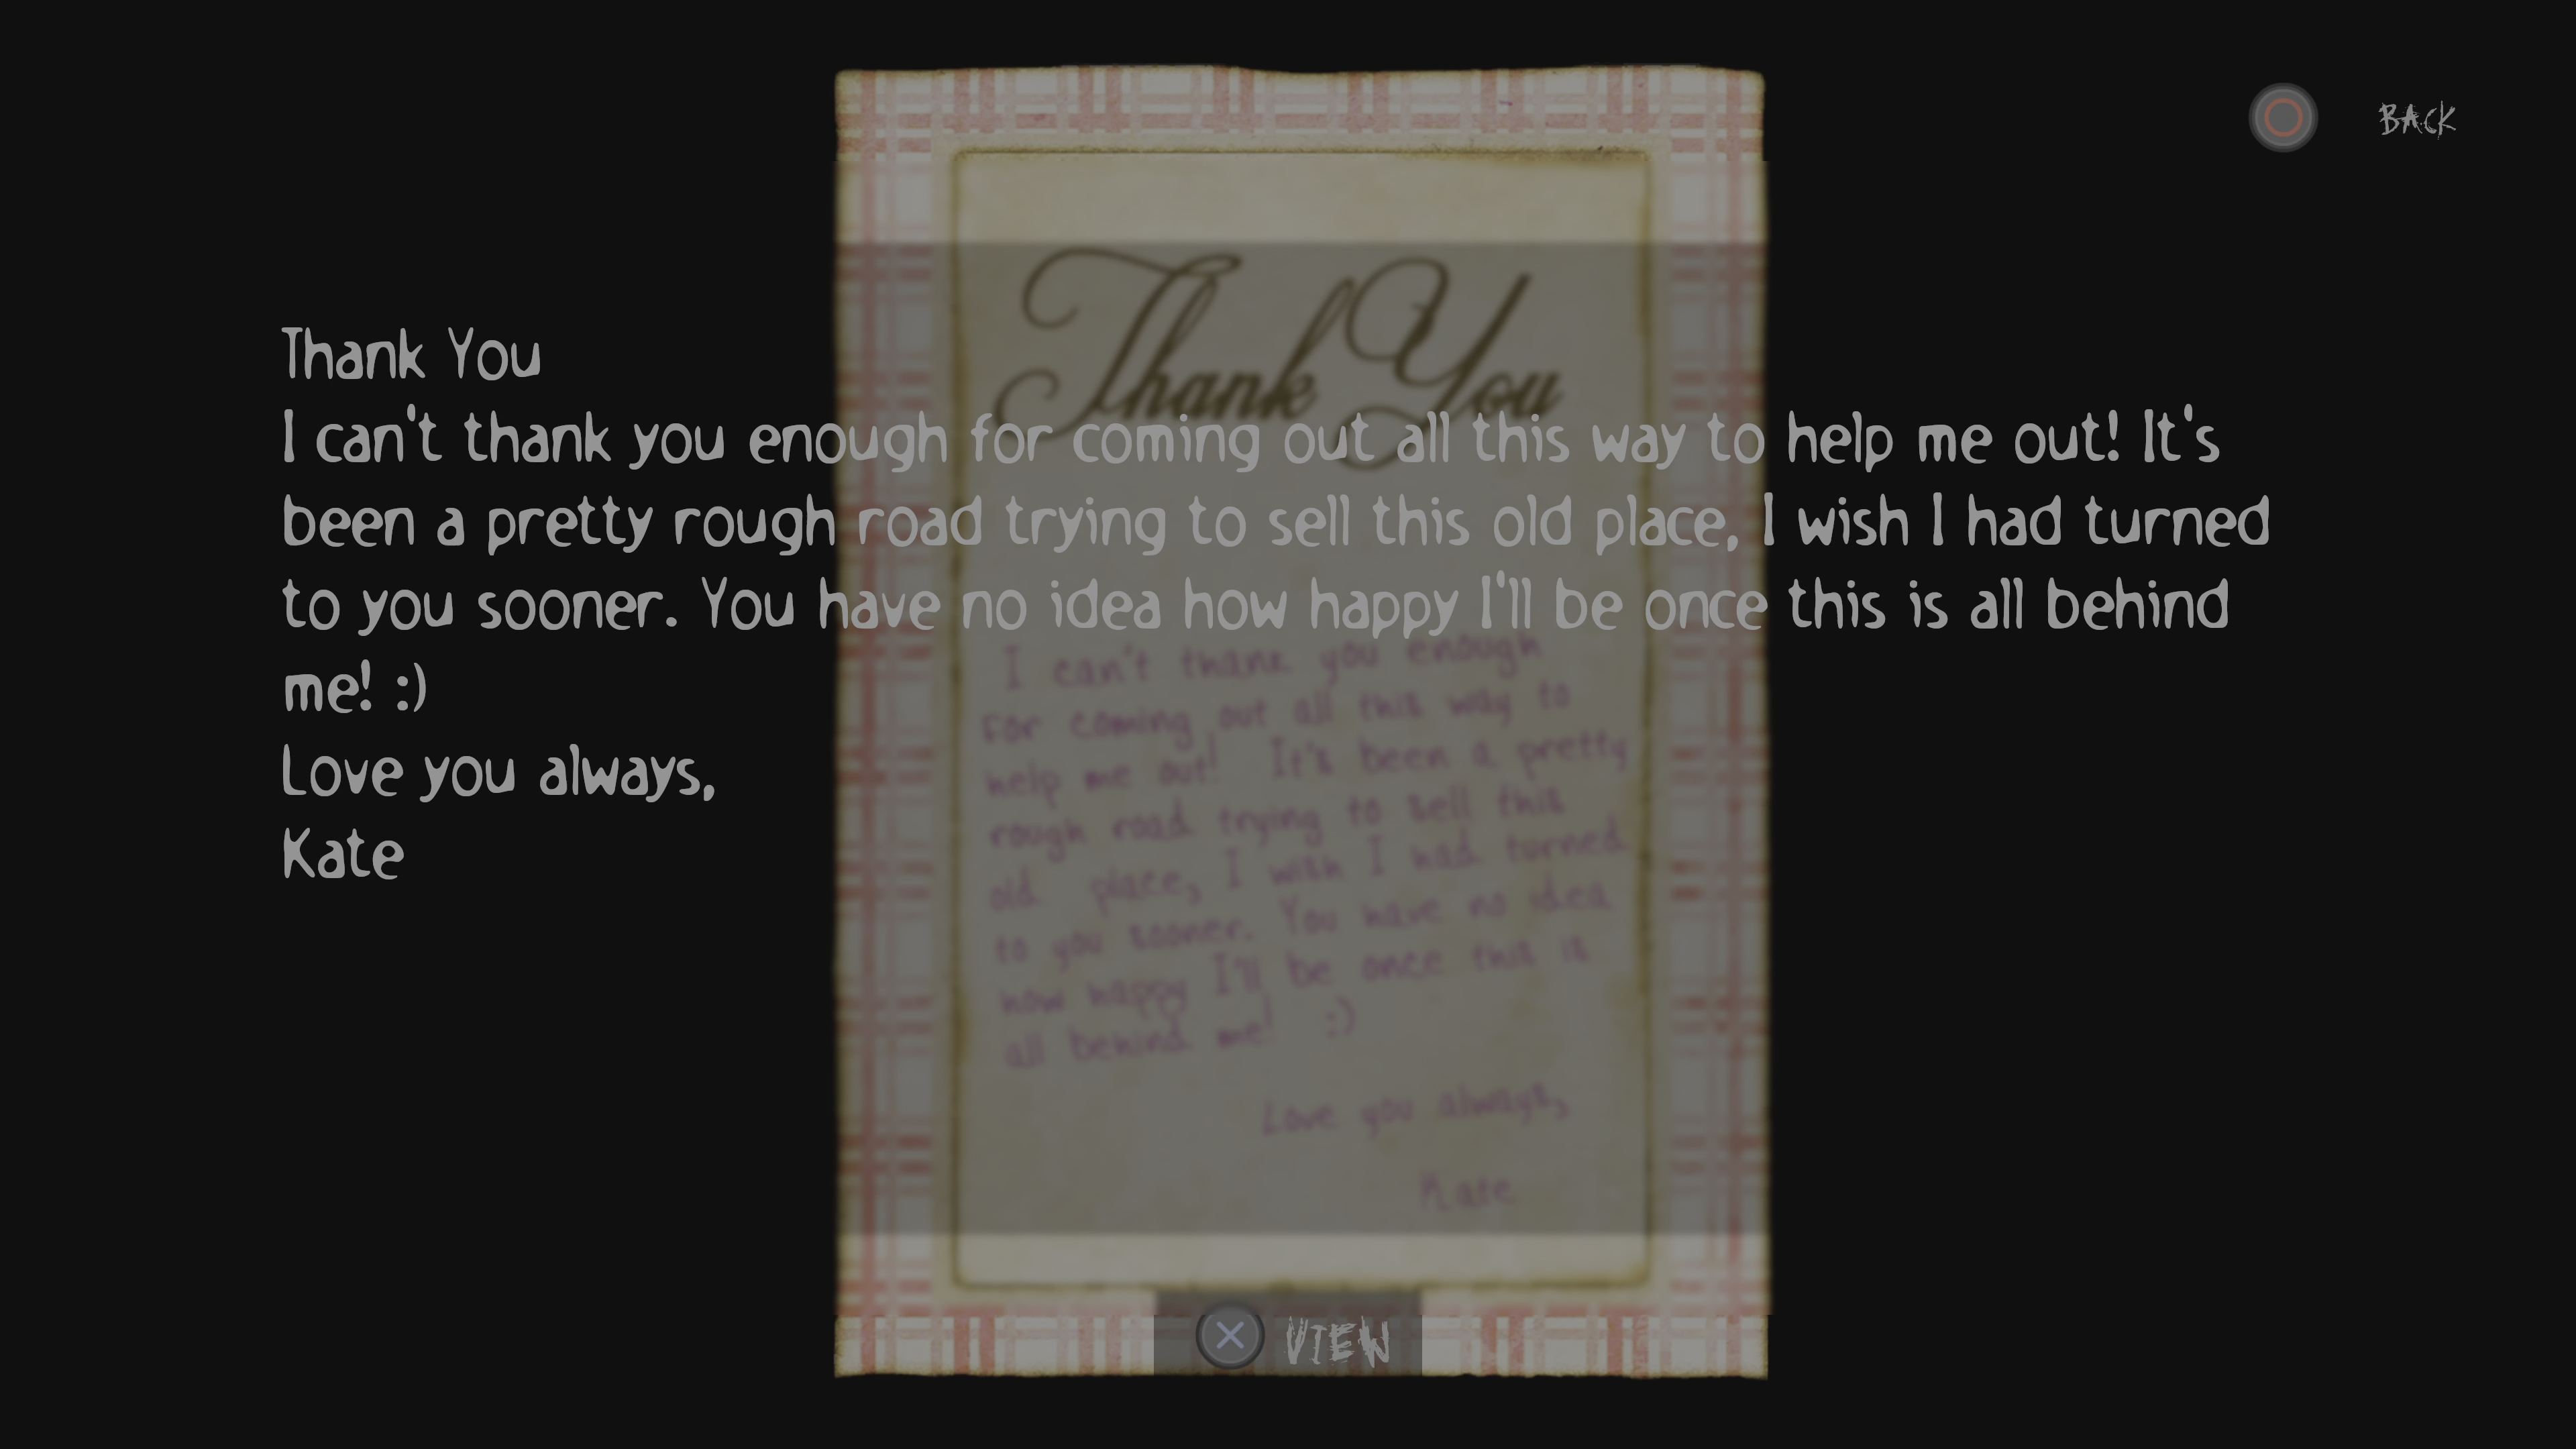 BACK
Thank You
I can't thank you enough for coming out all this way to help me out! It's
been a pretty rough road trying to sell this old place, I wish I had turned
to you sooner. You have no idea how happy I'll be once this is all behind
me! :)
Love you always,
Kate
Thank You
I can't thank you enough
for coming out all this way to
help me out! It's been a pretty
rough road trying to sell this
old place, I wish I had turned
to you sooner. You have no idea
how happy I'll be once this is
all behind me! :)
Love you always,
Kate
VIEW